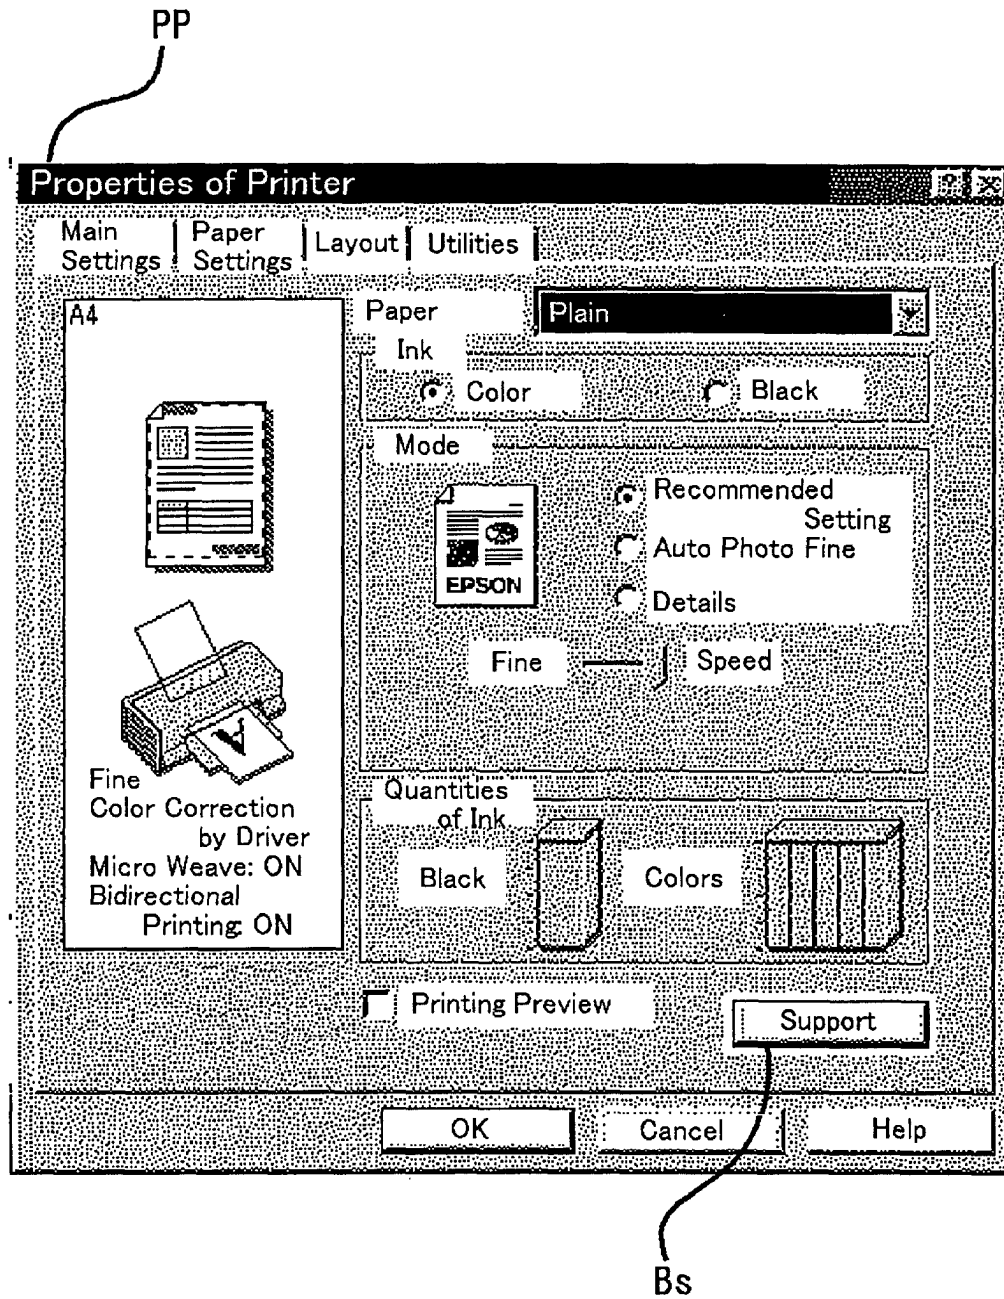 PP
Properties of Printer
Main
Settings
Paper
Settings
Layout
Utilities
A4
Paper
Plain
Ink
Color
Black
Mode
EPSON
Recommended
Setting
Auto Photo Fine
Details
Fine
Speed
Fine
Color Correction
by Driver
Micro Weave: ON
Bidirectional
Printing: ON
Quantities
of Ink
Black
Colors
Printing Preview
Support
OK
Cancel
Help
Bs